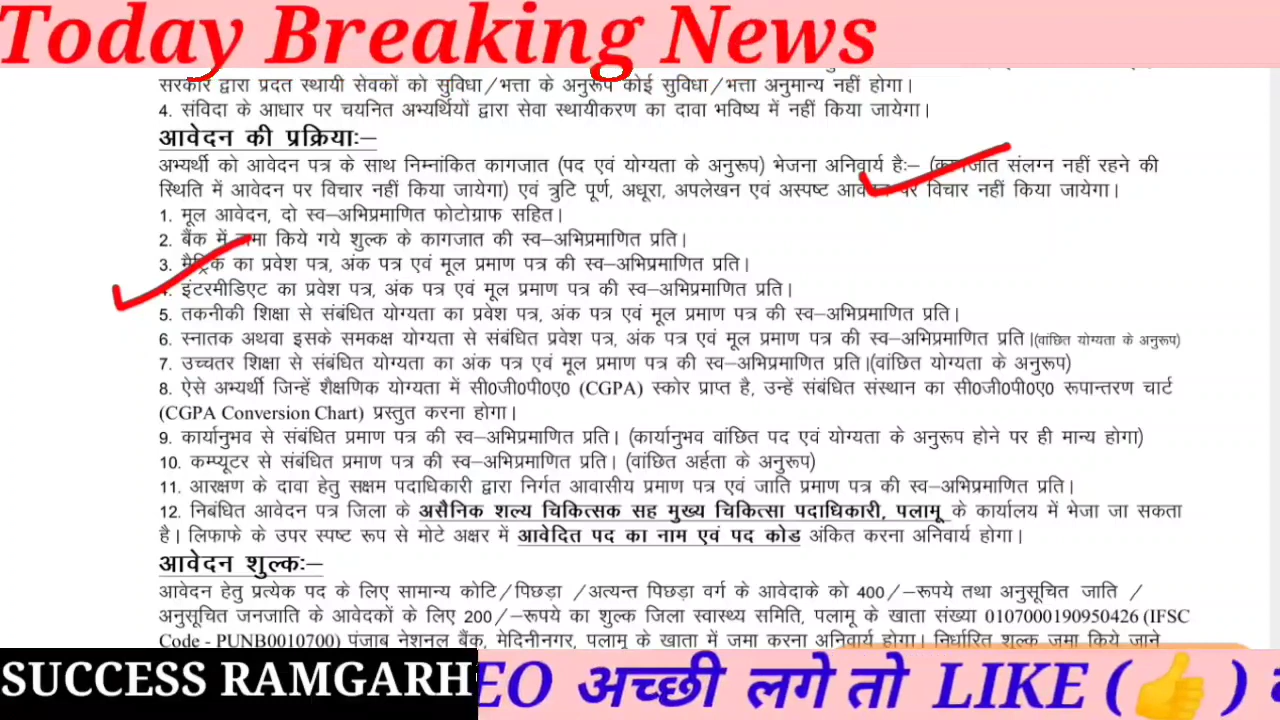 Today Breaking News
सरकार द्वारा प्रदत स्थायी सेवकों को सुविधा/भत्ता के अनुरूप कोई सुविधा/भत्ता अनुमान्य नहीं होगा।
4. संविदा के आधार पर चयनित अभ्यर्थियों द्वारा सेवा स्थायीकरण का दावा भविष्य में नहीं किया जायेगा।
आवेदन की प्रक्रियाः–
अभ्यर्थी को आवेदन पत्र के साथ निम्नांकित कागजात (पद एवं योग्यता के अनुरूप) भेजना अनिवार्य हैः– (कागजात संलग्न नहीं रहने की
स्थिति में आवेदन पर विचार नहीं किया जायेगा) एवं त्रुटि पूर्ण, अधूरा, अपलेखन एवं अस्पष्ट आवेदन पर विचार नहीं किया जायेगा।
1. मूल आवेदन, दो स्व–अभिप्रमाणित फोटोग्राफ सहित।
2. बैंक में जमा किये गये शुल्क के कागजात की स्व–अभिप्रमाणित प्रति।
3. मैट्रिक का प्रवेश पत्र, अंक पत्र एवं मूल प्रमाण पत्र की स्व–अभिप्रमाणित प्रति।
4. इंटरमीडिएट का प्रवेश पत्र, अंक पत्र एवं मूल प्रमाण पत्र की स्व–अभिप्रमाणित प्रति।
5. तकनीकी शिक्षा से संबंधित योग्यता का प्रवेश पत्र, अंक पत्र एवं मूल प्रमाण पत्र की स्व–अभिप्रमाणित प्रति।
6. स्नातक अथवा इसके समकक्ष योग्यता से संबंधित प्रवेश पत्र, अंक पत्र एवं मूल प्रमाण पत्र की स्व–अभिप्रमाणित प्रति।(वांछित योग्यता के अनुरूप)
7. उच्चतर शिक्षा से संबंधित योग्यता का अंक पत्र एवं मूल प्रमाण पत्र की स्व–अभिप्रमाणित प्रति।(वांछित योग्यता के अनुरूप)
8. ऐसे अभ्यर्थी जिन्हें शैक्षणिक योग्यता में सी0जी0पी0ए0 (CGPA) स्कोर प्राप्त है, उन्हें संबंधित संस्थान का सी0जी0पी0ए0 रूपान्तरण चार्ट
(CGPA Conversion Chart) प्रस्तुत करना होगा।
9. कार्यानुभव से संबंधित प्रमाण पत्र की स्व–अभिप्रमाणित प्रति। (कार्यानुभव वांछित पद एवं योग्यता के अनुरूप होने पर ही मान्य होगा)
10. कम्प्यूटर से संबंधित प्रमाण पत्र की स्व–अभिप्रमाणित प्रति। (वांछित अर्हता के अनुरूप)
11. आरक्षण के दावा हेतु सक्षम पदाधिकारी द्वारा निर्गत आवासीय प्रमाण पत्र एवं जाति प्रमाण पत्र की स्व–अभिप्रमाणित प्रति।
12. निबंधित आवेदन पत्र जिला के असैनिक शल्य चिकित्सक सह मुख्य चिकित्सा पदाधिकारी, पलामू के कार्यालय में भेजा जा सकता
है। लिफाफे के उपर स्पष्ट रूप से मोटे अक्षर में आवेदित पद का नाम एवं पद कोड अंकित करना अनिवार्य होगा।
आवेदन शुल्कः–
आवेदन हेतु प्रत्येक पद के लिए सामान्य कोटि/पिछड़ा /अत्यन्त पिछड़ा वर्ग के आवेदाके को 400/–रूपये तथा अनुसूचित जाति /
अनुसूचित जनजाति के आवेदकों के लिए 200/–रूपये का शुल्क जिला स्वास्थ्य समिति, पलामू के खाता संख्या 0107000190950426 (IFSC
Code - PUNB0010700) पंजाब नेशनल बैंक, मेदिनीनगर, पलामू के खाता में जमा करना अनिवार्य होगा। निर्धारित शुल्क जमा किये जाने
SUCCESS RAMGARH
EO अच्छी लगे तो LIKE (👍)